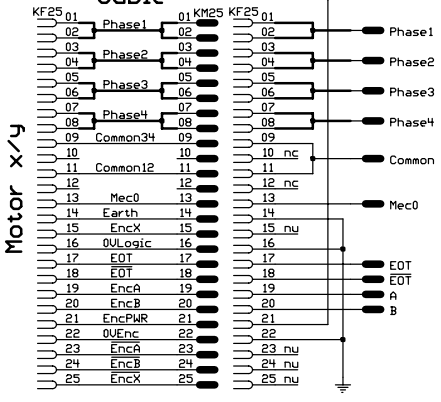 KF25 KM25 KF25
01 Phase1 01 01 Phase1
02 02 02
03 Phase2 03 03 Phase2
04 04 04
05 Phase3 05 05 Phase3
06 06 06
07 Phase4 07 07 Phase4
08 08 08
09 Common34 09 09
10 10 10 nc Common
11 Common12 11 11
12 12 12 nc
13 Mec0 13 13 Mec0
14 Earth 14 14
15 EncX 15 15 nu
16 0VLogic 16 16
17 EOT 17 17 EOT
18 EOT 18 18 EOT
19 EncA 19 19 A
20 EncB 20 20 B
21 EncPWR 21 21
22 0VEnc 22 22
23 EncA 23 23 nu
24 EncB 24 24 nu
25 EncX 25 25 nu
Motor x/y